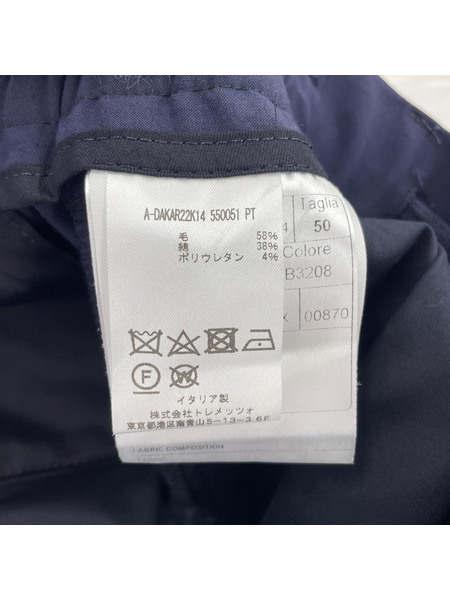 A-DAKAR22K14 550051 PT
毛 58%
綿 38%
ポリウレタン 4%
Taglia
4 50
Colore
B3208
X 00870
F
W
イタリア製
株式会社トレメッツォ
東京都港区南青山5-13-3,6F
FABRIC COMPOSITION